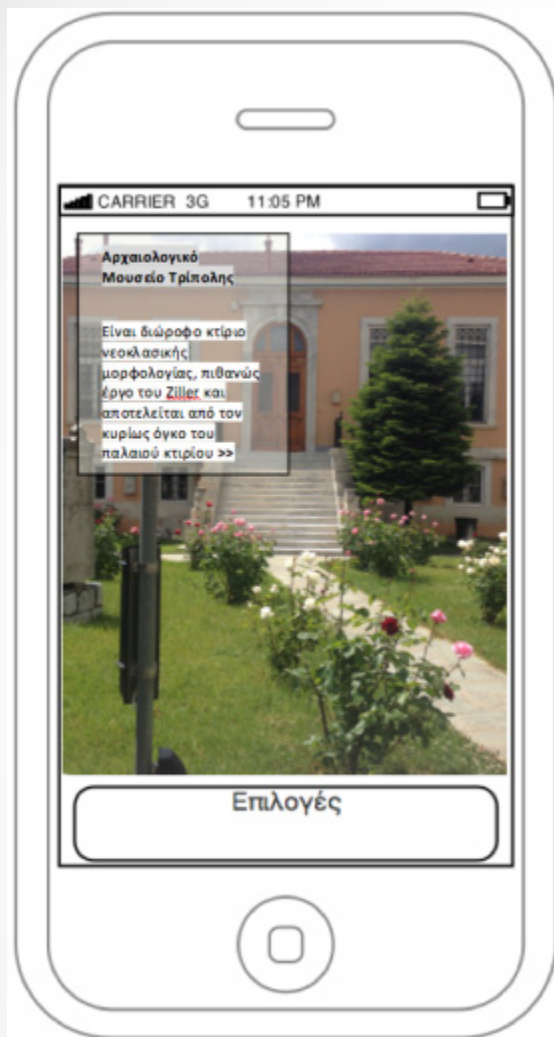 CARRIER 3G 11:05 PM
Αρχαιολογικό
Μουσείο Τρίπολης
Είναι διώροφο κτίριο
νεοκλασικής
μορφολογίας, πιθανώς
έργο του Ziller και
αποτελείται από τον
κυρίως όγκο του
παλαιού κτιρίου >>
Επιλογές